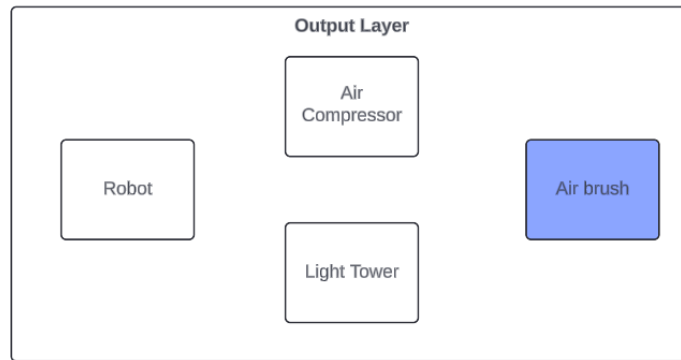 Output Layer
Air
Compressor
Robot
Air brush
Light Tower